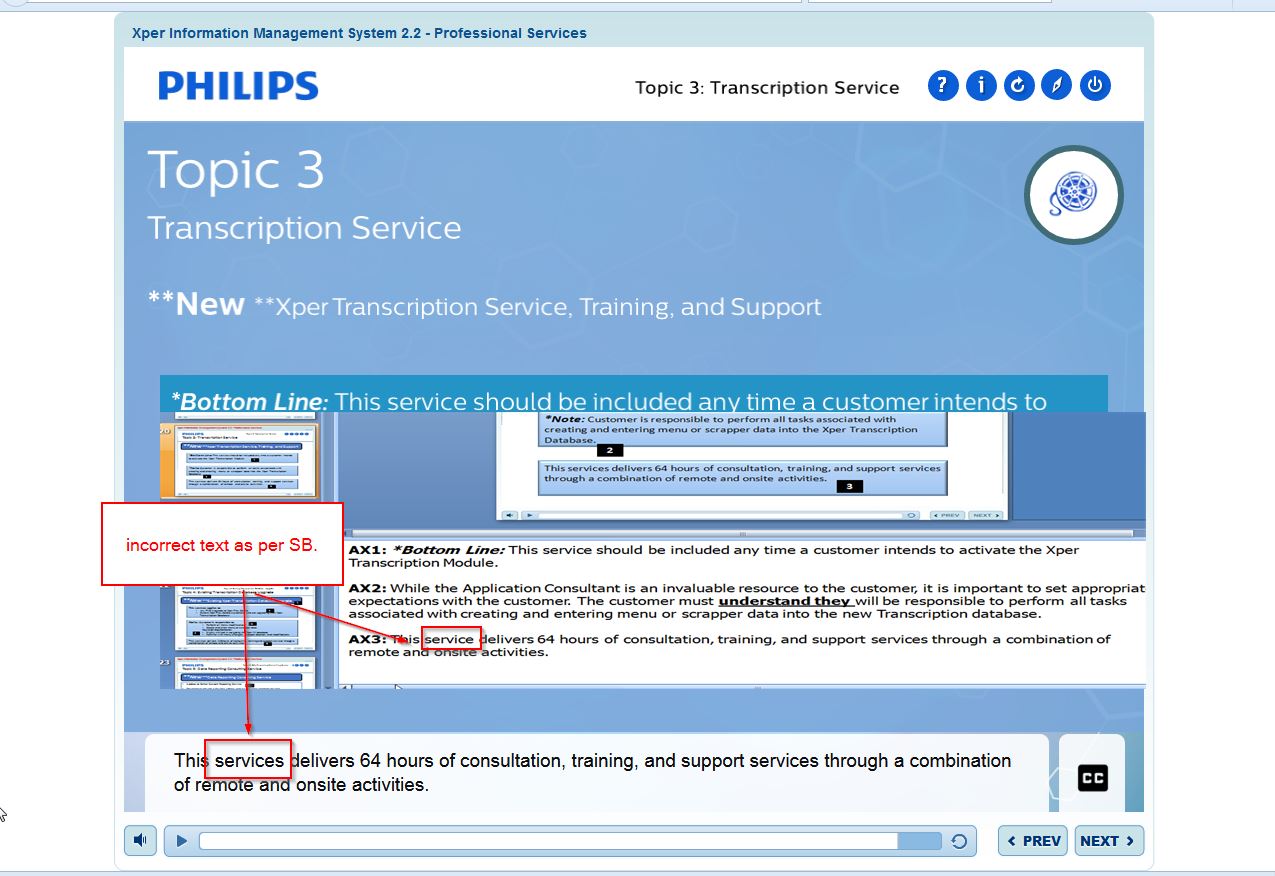 Xper Information Management System 2.2 - Professional Services
PHILIPS
Topic 3: Transcription Service
Topic 3
Transcription Service
**New **Xper Transcription Service, Training, and Support
*Bottom Line: This service should be included any time a customer intends to
*Note: Customer is responsible to perform all tasks associated with
creating and entering menu or scrapper data into the Xper Transcription
Database.
2
This services delivers 64 hours of consultation, training, and support services
through a combination of remote and onsite activities.
3
PREV
NEXT
incorrect text as per SB.
AX1: *Bottom Line: This service should be included any time a customer intends to activate the Xper
Transcription Module.
AX2: While the Application Consultant is an invaluable resource to the customer, it is important to set appropriat
expectations with the customer. The customer must understand they will be responsible to perform all tasks
associated with creating and entering menu or scrapper data into the new Transcription database.
AX3: This service delivers 64 hours of consultation, training, and support services through a combination of
remote and onsite activities.
23
This services delivers 64 hours of consultation, training, and support services through a combination
of remote and onsite activities.
CC
PREV
NEXT